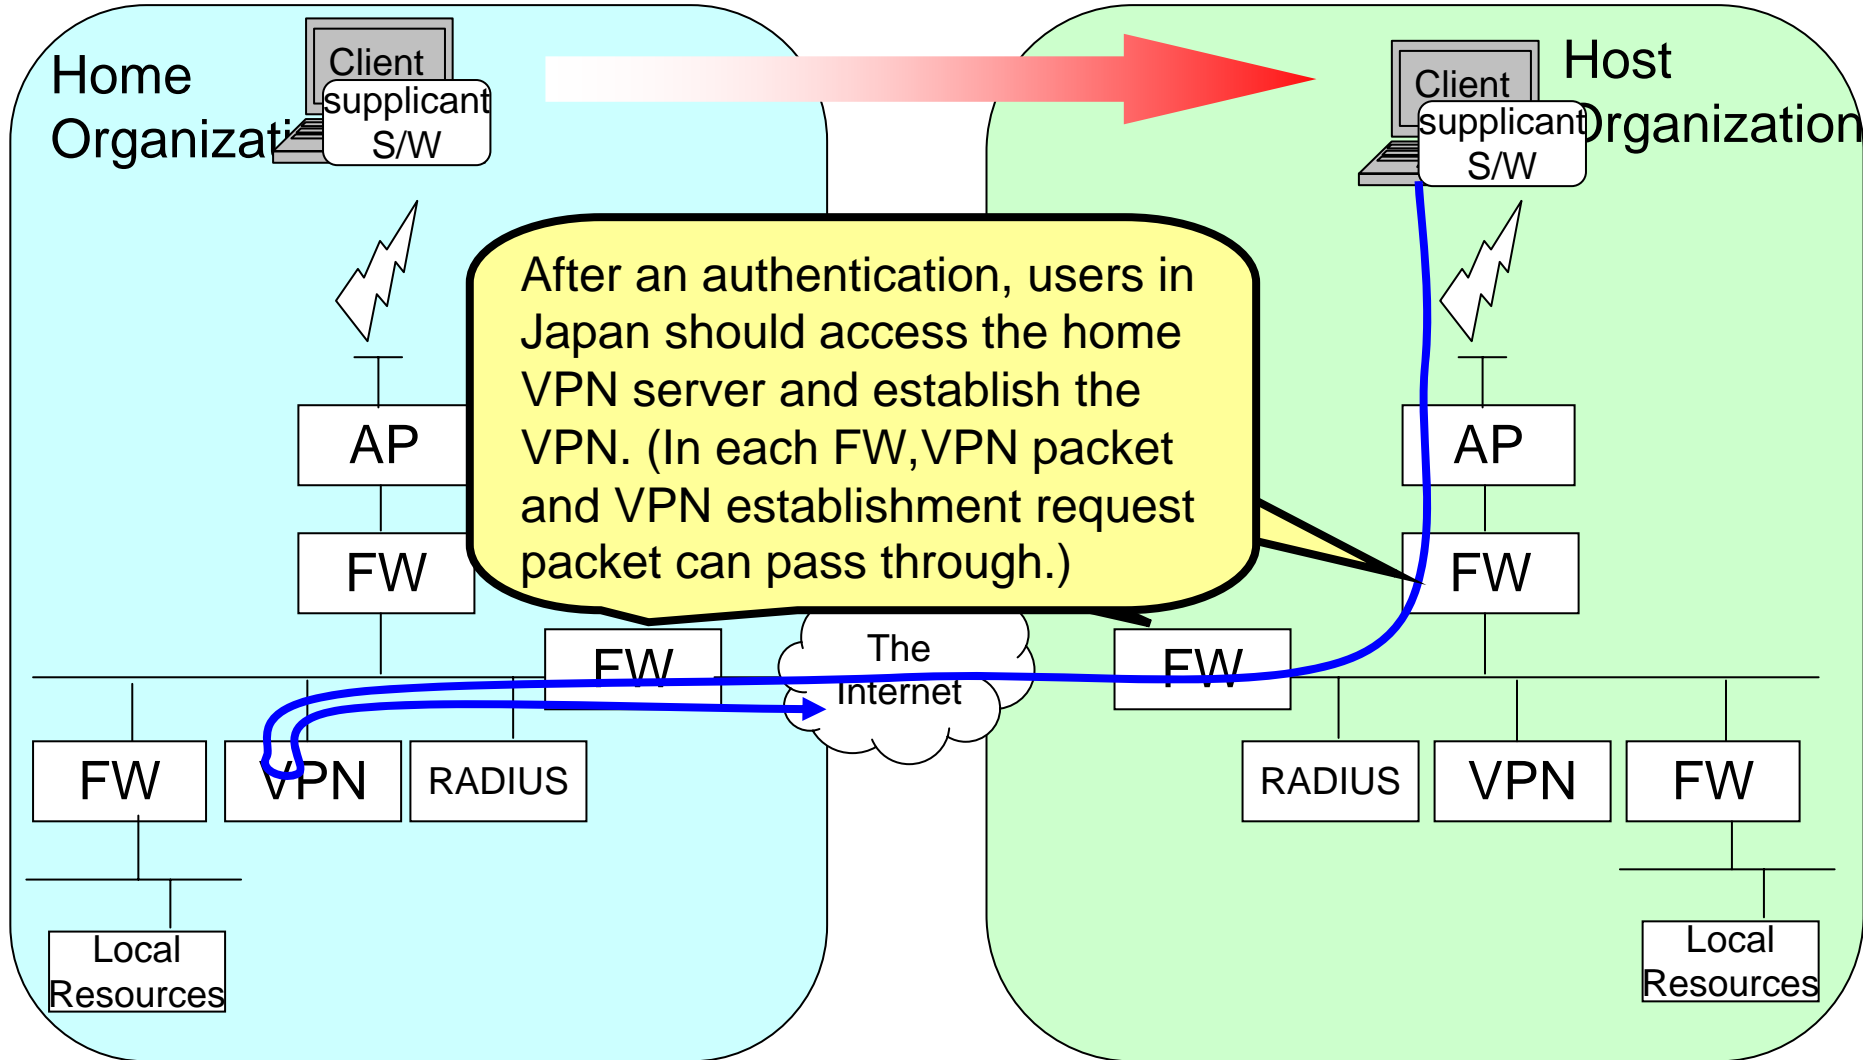 Home
Organizati
Client
supplicant
S/W
Client
supplicant
S/W
Host
Organization
After an authentication, users in
Japan should access the home
VPN server and establish the
VPN. (In each FW,VPN packet
and VPN establishment request
packet can pass through.)
AP
FW
AP
FW
FW
The
Internet
FW
FW
VPN
RADIUS
RADIUS
VPN
FW
Local
Resources
Local
Resources